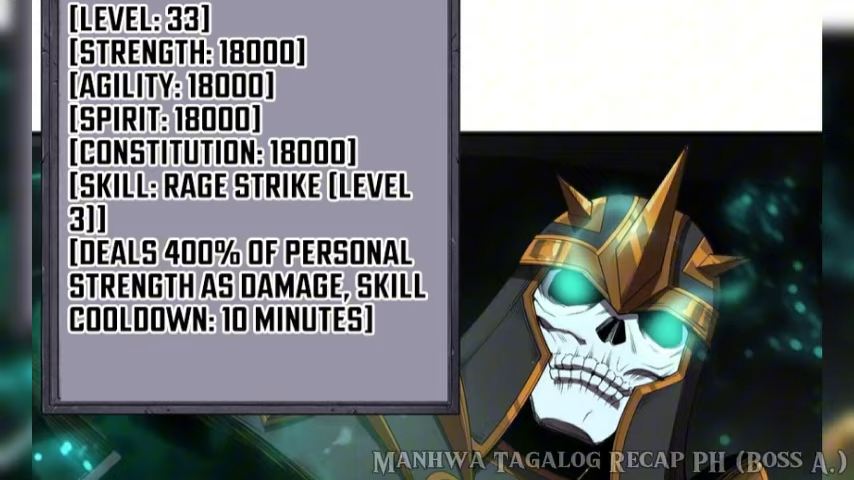 [LEVEL: 33]
[STRENGTH: 18000]
[AGILITY: 18000]
[SPIRIT: 18000]
[CONSTITUTION: 18000]
[SKILL: RAGE STRIKE (LEVEL
3)]
[DEALS 400% OF PERSONAL
STRENGTH AS DAMAGE, SKILL
COOLDOWN: 10 MINUTES]
Manhwa Tagalog Recap PH (Boss A.)